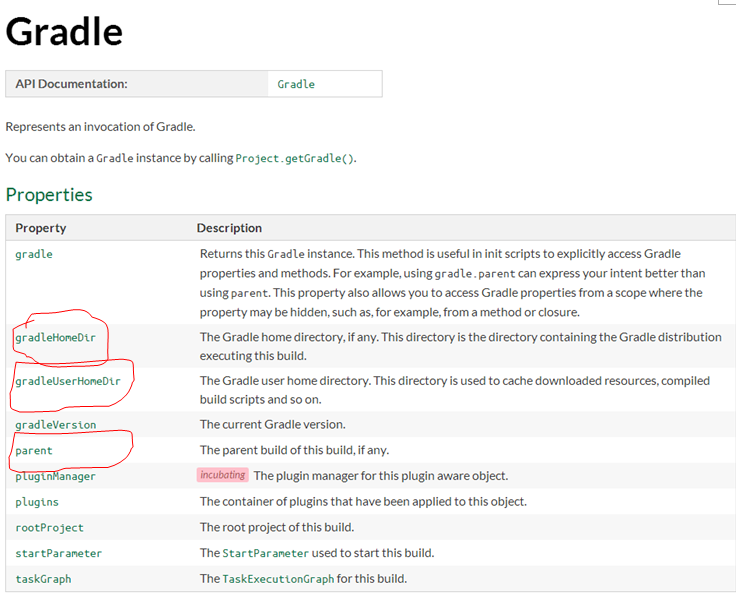 Gradle
API Documentation: Gradle
Represents an invocation of Gradle.
You can obtain a Gradle instance by calling Project.getGradle().
Properties
Property Description
gradle Returns this Gradle instance. This method is useful in init scripts to explicitly access Gradle
properties and methods. For example, using gradle.parent can express your intent better than
using parent. This property also allows you to access Gradle properties from a scope where the
property may be hidden, such as, for example, from a method or closure.
gradleHomeDir The Gradle home directory, if any. This directory is the directory containing the Gradle distribution
executing this build.
gradleUserHomeDir The Gradle user home directory. This directory is used to cache downloaded resources, compiled
build scripts and so on.
gradleVersion The current Gradle version.
parent The parent build of this build, if any.
pluginManager incubating The plugin manager for this plugin aware object.
plugins The container of plugins that have been applied to this object.
rootProject The root project of this build.
startParameter The StartParameter used to start this build.
taskGraph The TaskExecutionGraph for this build.